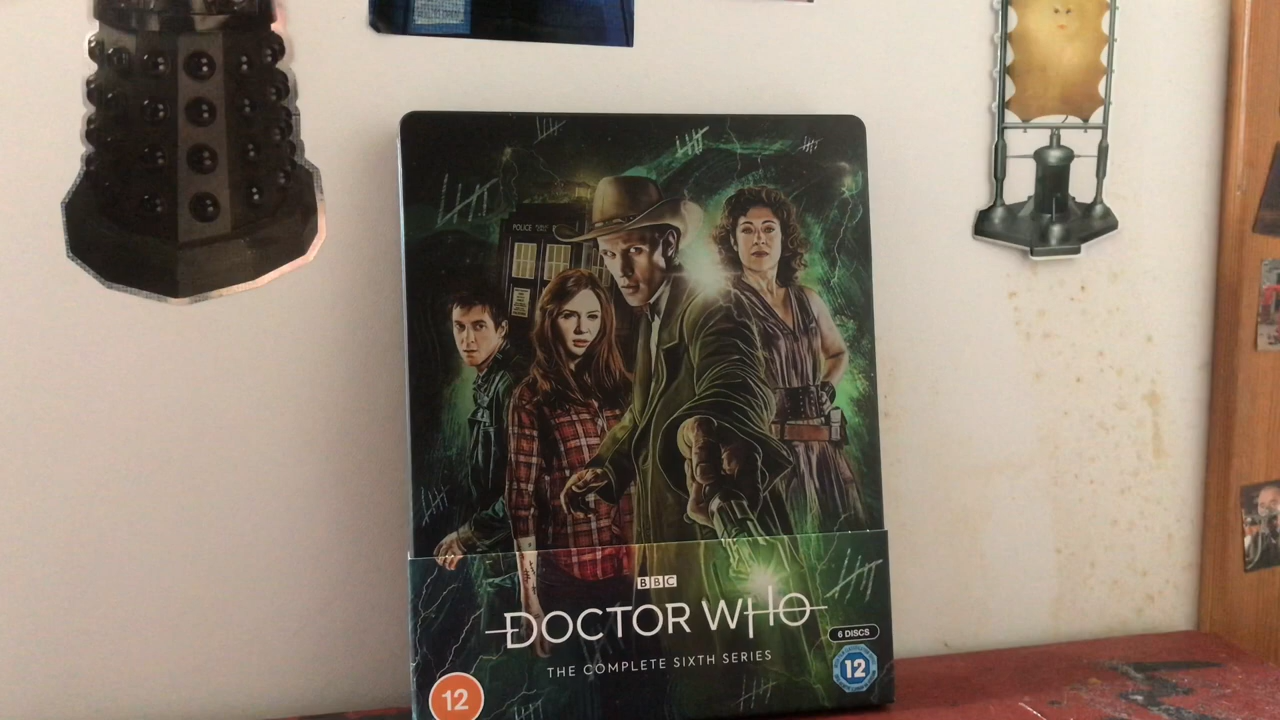 POLICE
BBC
DOCTOR WHO
6 DISCS
THE COMPLETE SIXTH SERIES
12
12